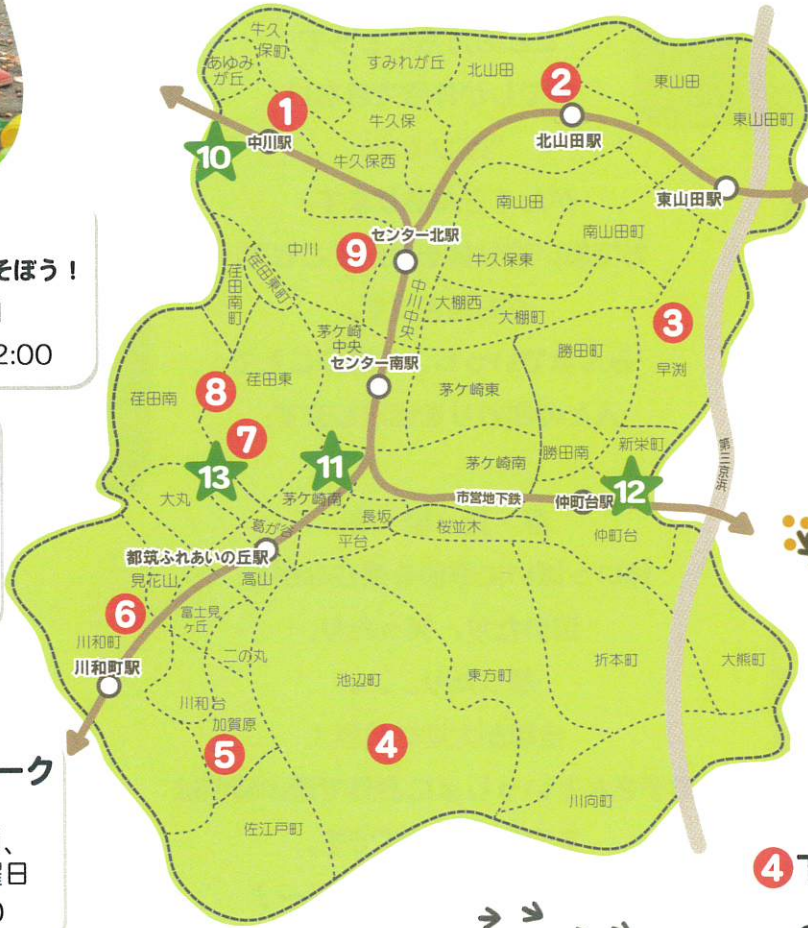 牛久
保町
あゆみ
が丘
すみれが丘
北山田
2
東山田
1
牛久保
東山田町
10
中川駅
北山田駅
牛久保西
東山田駅
南山田
そぼう！
中川
9
センター北駅
南山田町
牛久保東
荏田東町
荏田南町
中川中央
大棚西
大棚町
3
2:00
茅ケ崎
中央
センター南駅
勝田町
早渕
荏田南
8
荏田東
茅ケ崎東
7
新栄町
13
11
茅ケ崎南
勝田南
第三京浜
大丸
茅ケ崎南
市営地下鉄
仲町台駅
12
葛が谷
長坂
桜並木
仲町台
平台
都筑ふれあいの丘駅
見花山
高山
6
富士見
ヶ丘
川和町
二の丸
川和町駅
池辺町
東方町
折本町
大熊町
川和台
加賀原
5
4
ーク
川向町
佐江戸町
、
曜日
4
0